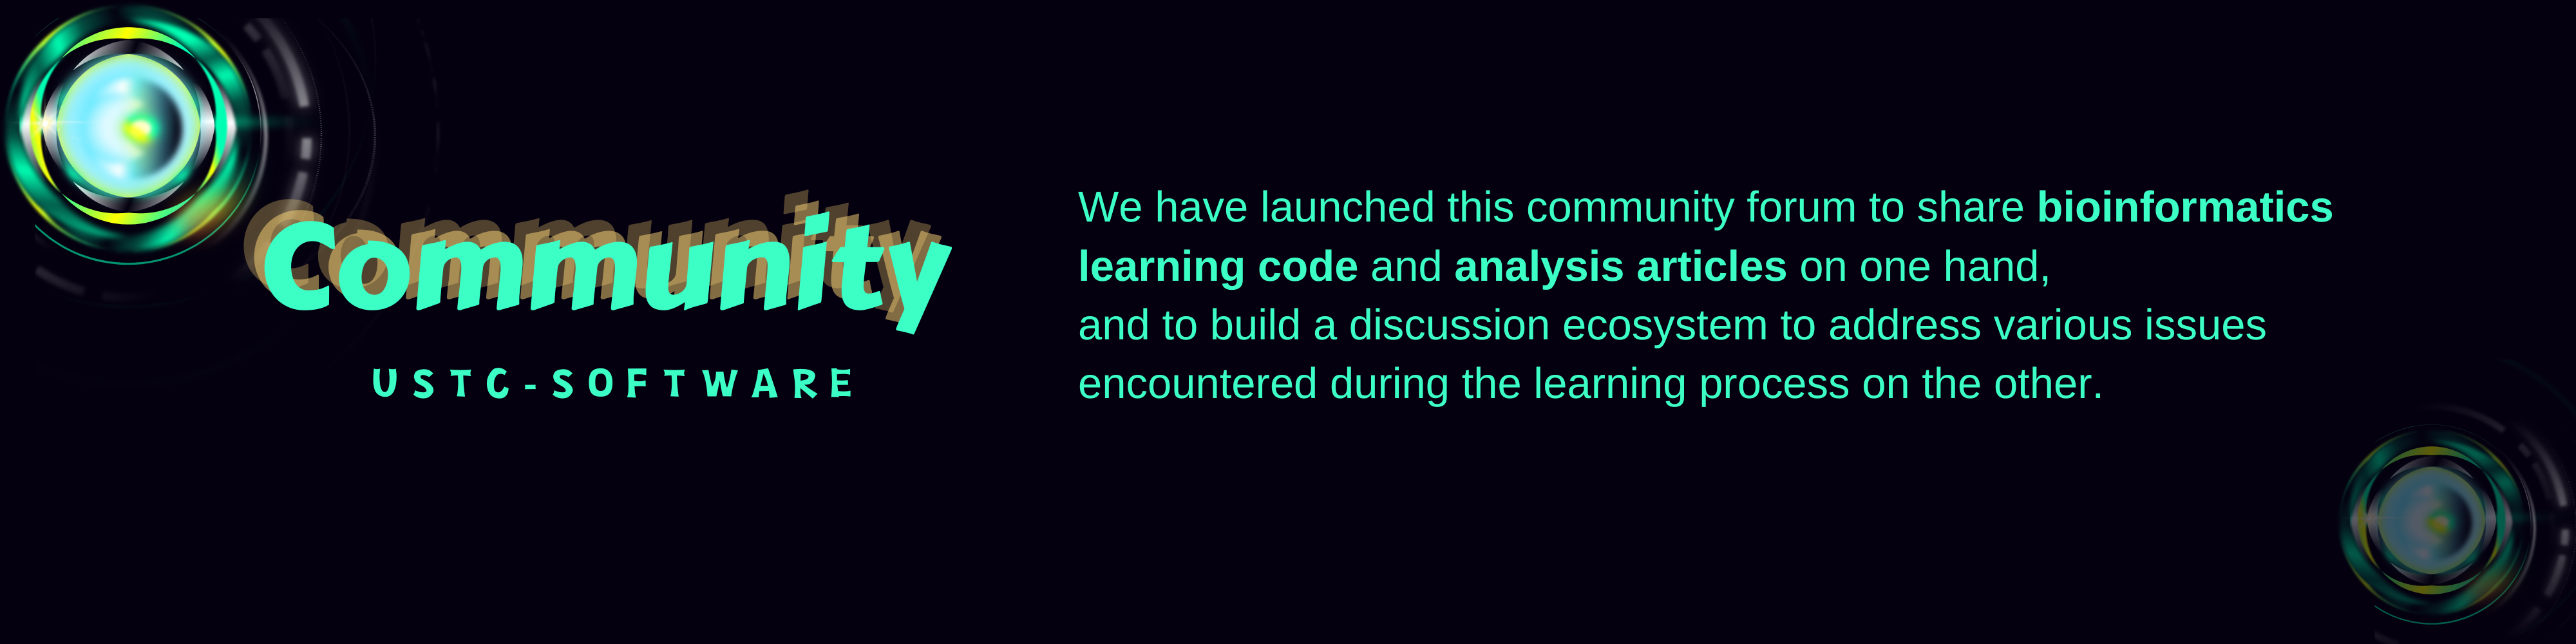 Community
USTC-SOFTWARE
We have launched this community forum to share bioinformatics
learning code and analysis articles on one hand,
and to build a discussion ecosystem to address various issues
encountered during the learning process on the other.